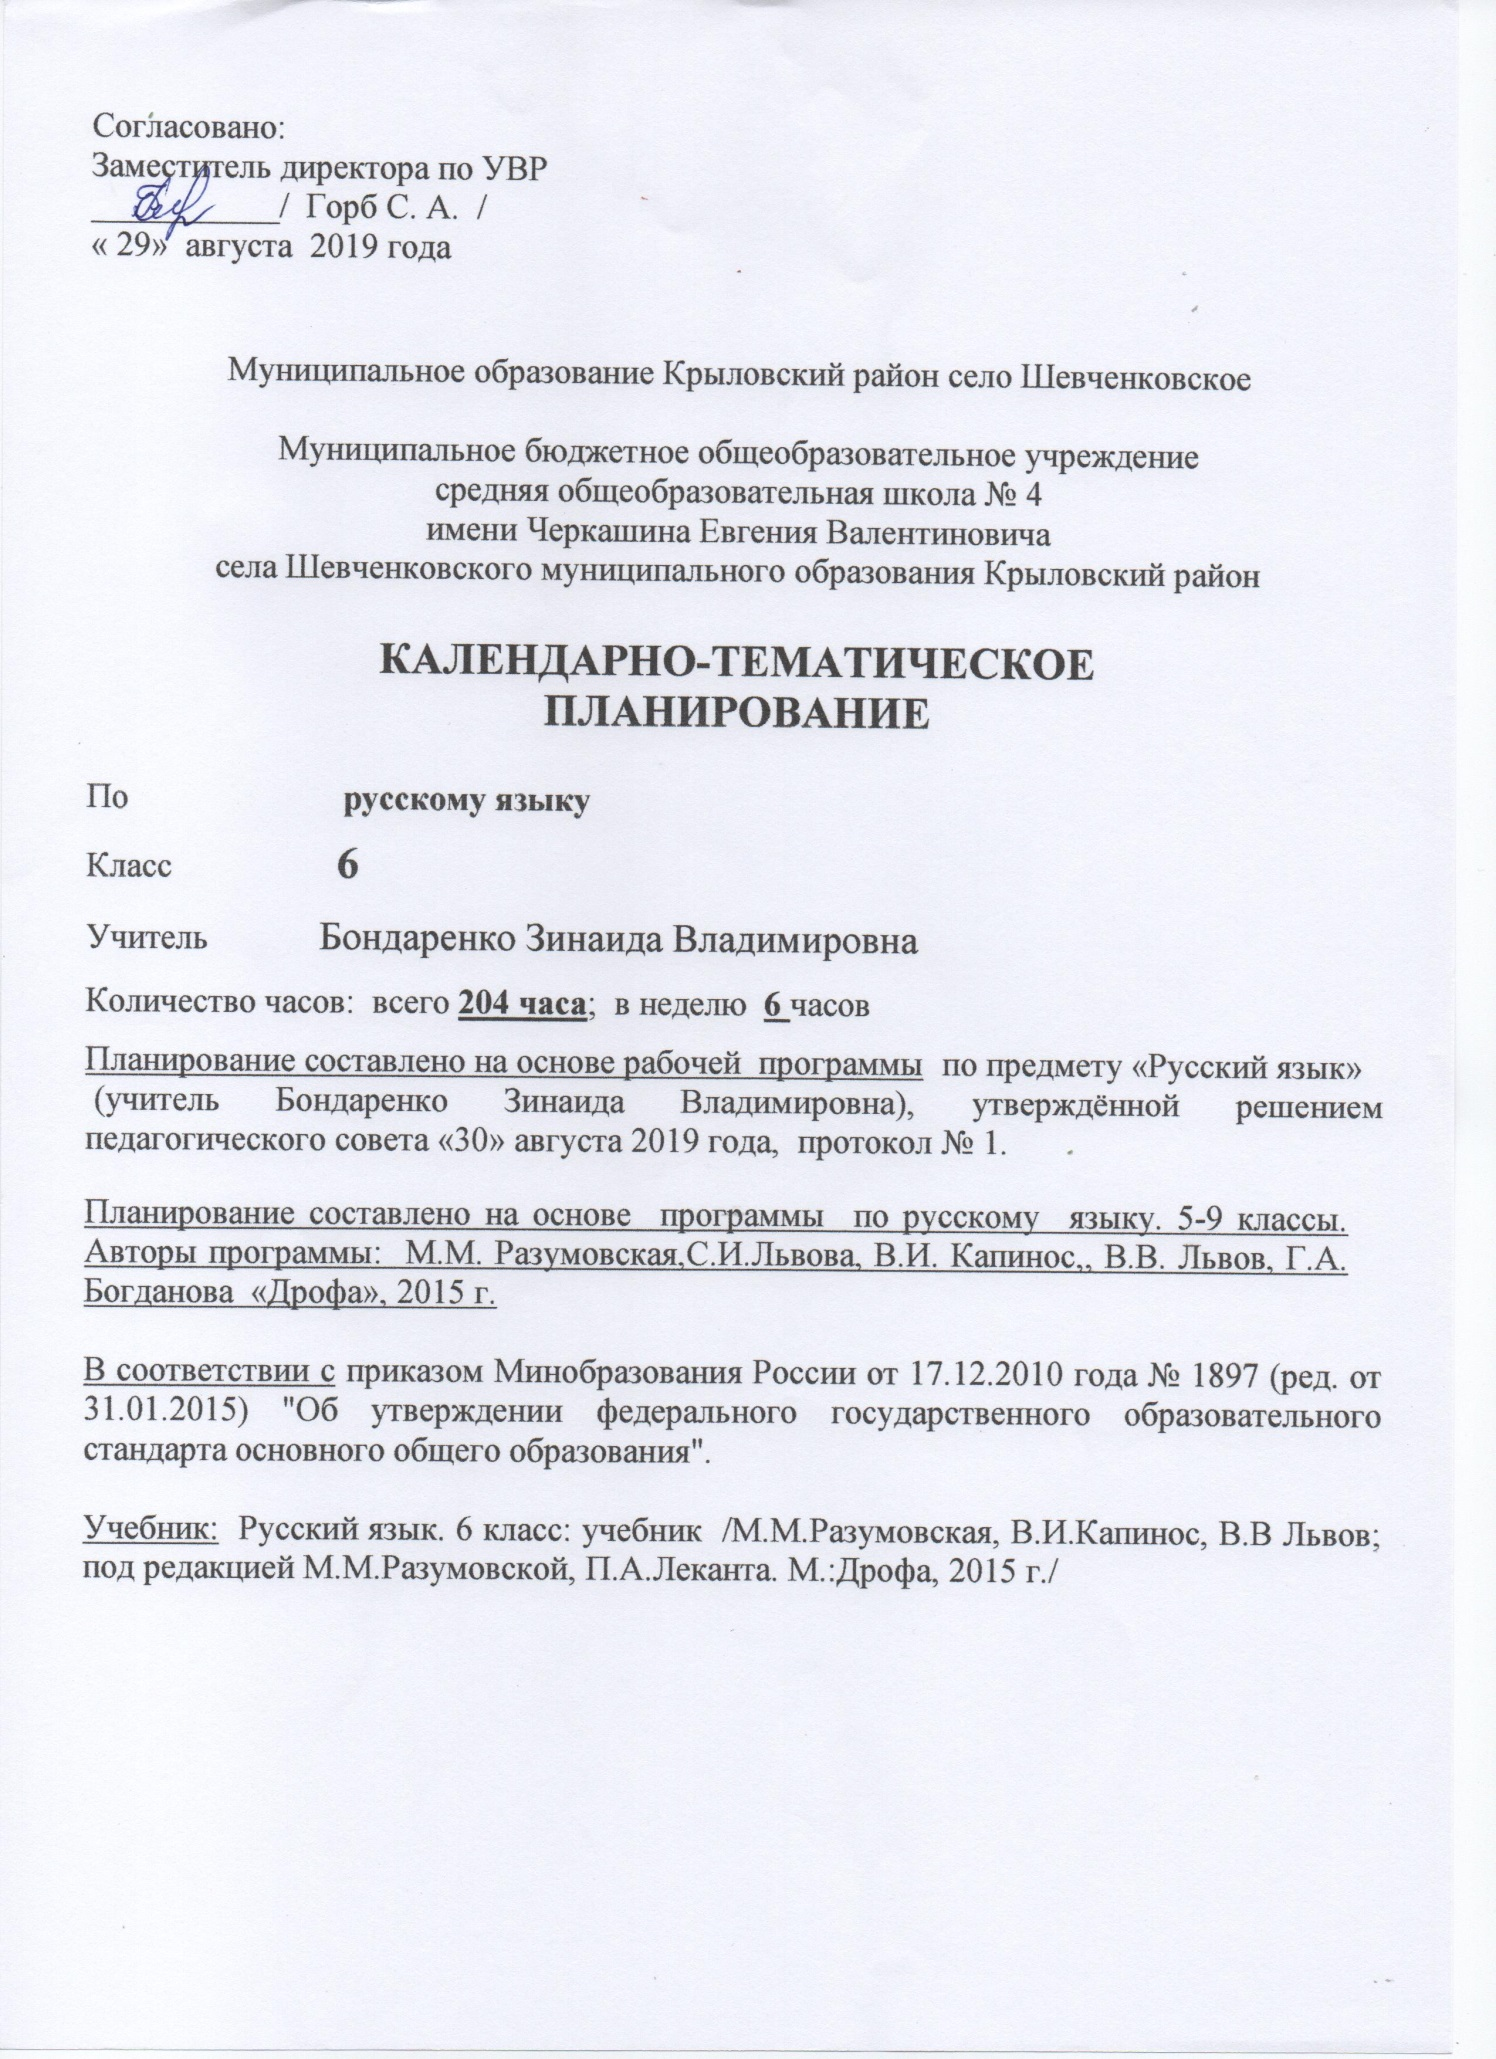 Согласовано:
Заместитель директора по УВР
___________/ Горб С. А. /
« 29» августа 2019 года
Муниципальное образование Крыловский район село Шевченковское
Муниципальное бюджетное общеобразовательное учреждение
средняя общеобразовательная школа № 4
имени Черкашина Евгения Валентиновича
села Шевченковского муниципального образования Крыловский район
КАЛЕНДАРНО-ТЕМАТИЧЕСКОЕ
ПЛАНИРОВАНИЕ
По русскому языку
Класс 6
Учитель Бондаренко Зинаида Владимировна
Количество часов: всего 204 часа; в неделю 6 часов
Планирование составлено на основе рабочей программы по предмету «Русский язык»
(учитель Бондаренко Зинаида Владимировна), утверждённой решением
педагогического совета «30» августа 2019 года, протокол № 1.
Планирование составлено на основе программы по русскому языку. 5-9 классы.
Авторы программы: М.М. Разумовская,С.И.Львова, В.И. Капинос,, В.В. Львов, Г.А.
Богданова «Дрофа», 2015 г.
В соответствии с приказом Минобразования России от 17.12.2010 года № 1897 (ред. от
31.01.2015) "Об утверждении федерального государственного образовательного
стандарта основного общего образования".
Учебник: Русский язык. 6 класс: учебник /М.М.Разумовская, В.И.Капинос, В.В Львов;
под редакцией М.М.Разумовской, П.А.Леканта. М.:Дрофа, 2015 г./